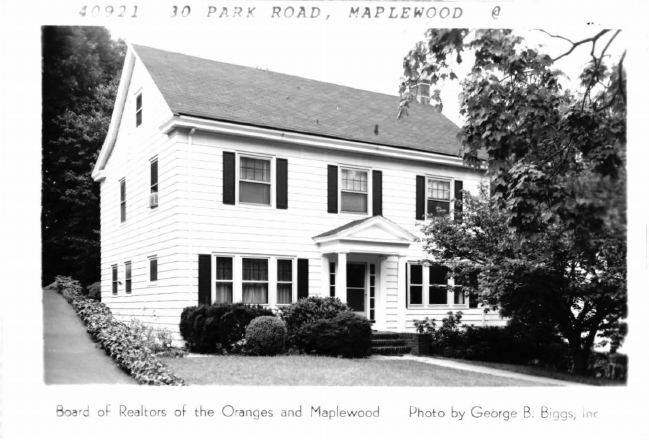 40921 30 PARK ROAD, MAPLEWOOD @
Board of Realtors of the Oranges and Maplewood Photo by George B. Biggs, Inc